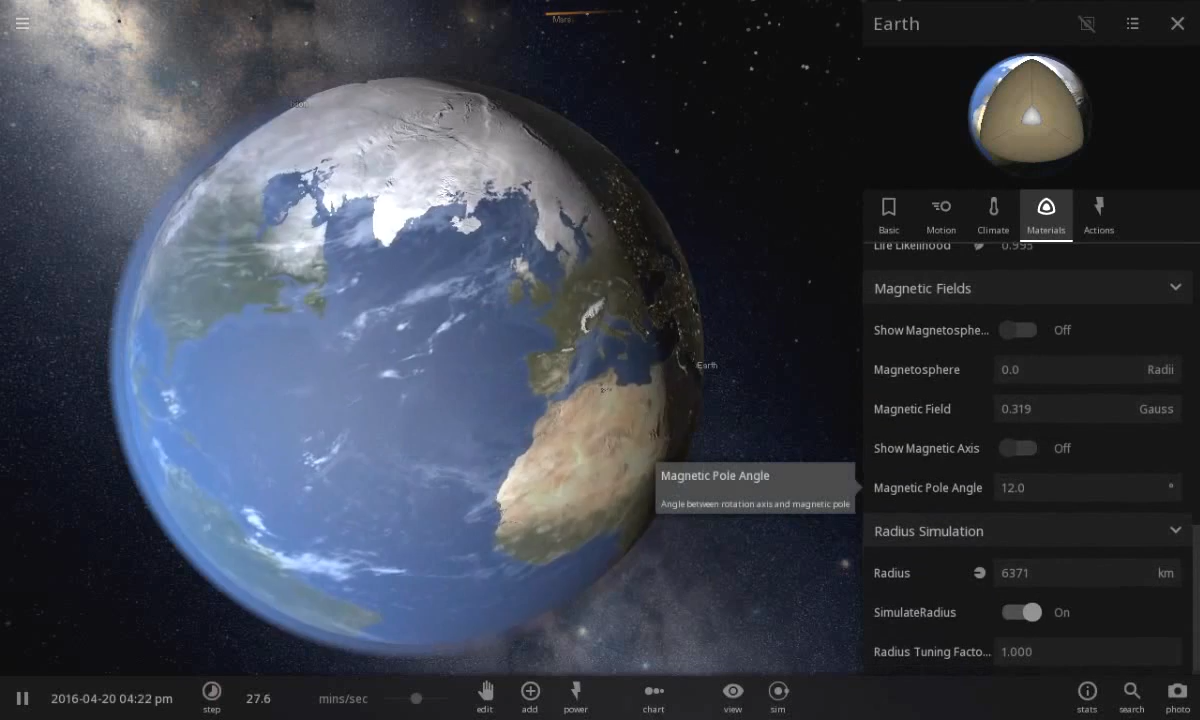 Mars
Earth
Earth
Basic
Motion
Climate
Materials
Actions
Life Likelihood 0.995
Magnetic Fields
Show Magnetosphe... Off
Magnetosphere 0.0 Radii
Magnetic Field 0.319 Gauss
Show Magnetic Axis Off
Magnetic Pole Angle
Angle between rotation axis and magnetic pole
Magnetic Pole Angle 12.0 °
Radius Simulation
Radius 6371 km
SimulateRadius On
Radius Tuning Facto... 1.000
2016-04-20 04:22 pm
step
27.6 mins/sec
edit
add
power
chart
view
sim
stats
search
photo